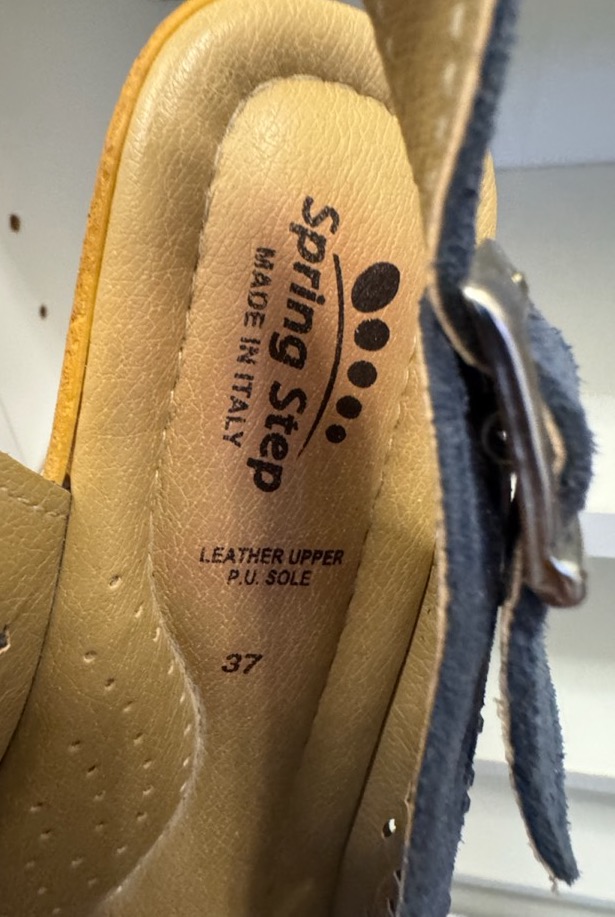 Spring Step
MADE IN ITALY
LEATHER UPPER
P.U. SOLE
37